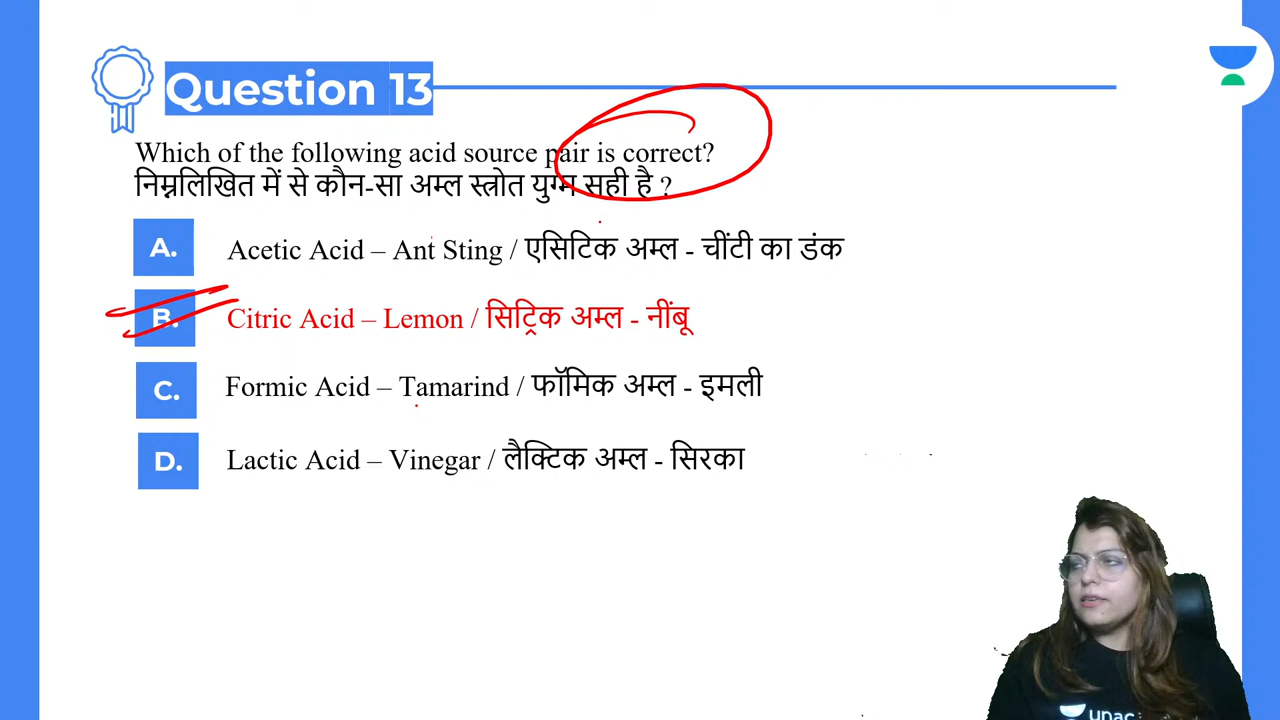 Question 13
Which of the following acid source pair is correct?
निम्नलिखित में से कौन-सा अम्ल स्त्रोत युग्म सही है ?
A. Acetic Acid – Ant Sting / एसिटिक अम्ल - चींटी का डंक
B. Citric Acid – Lemon / सिट्रिक अम्ल - नींबू
C. Formic Acid – Tamarind / फॉमिक अम्ल - इमली
D. Lactic Acid – Vinegar / लैक्टिक अम्ल - सिरका